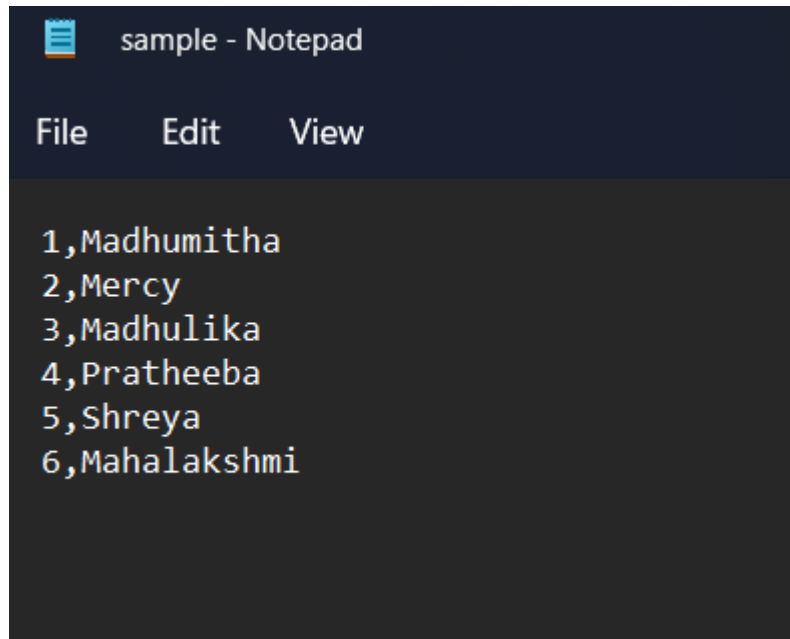 sample - Notepad
File Edit View
1,Madhumitha
2,Mercy
3,Madhulika
4,Pratheeba
5,Shreya
6,Mahalakshmi